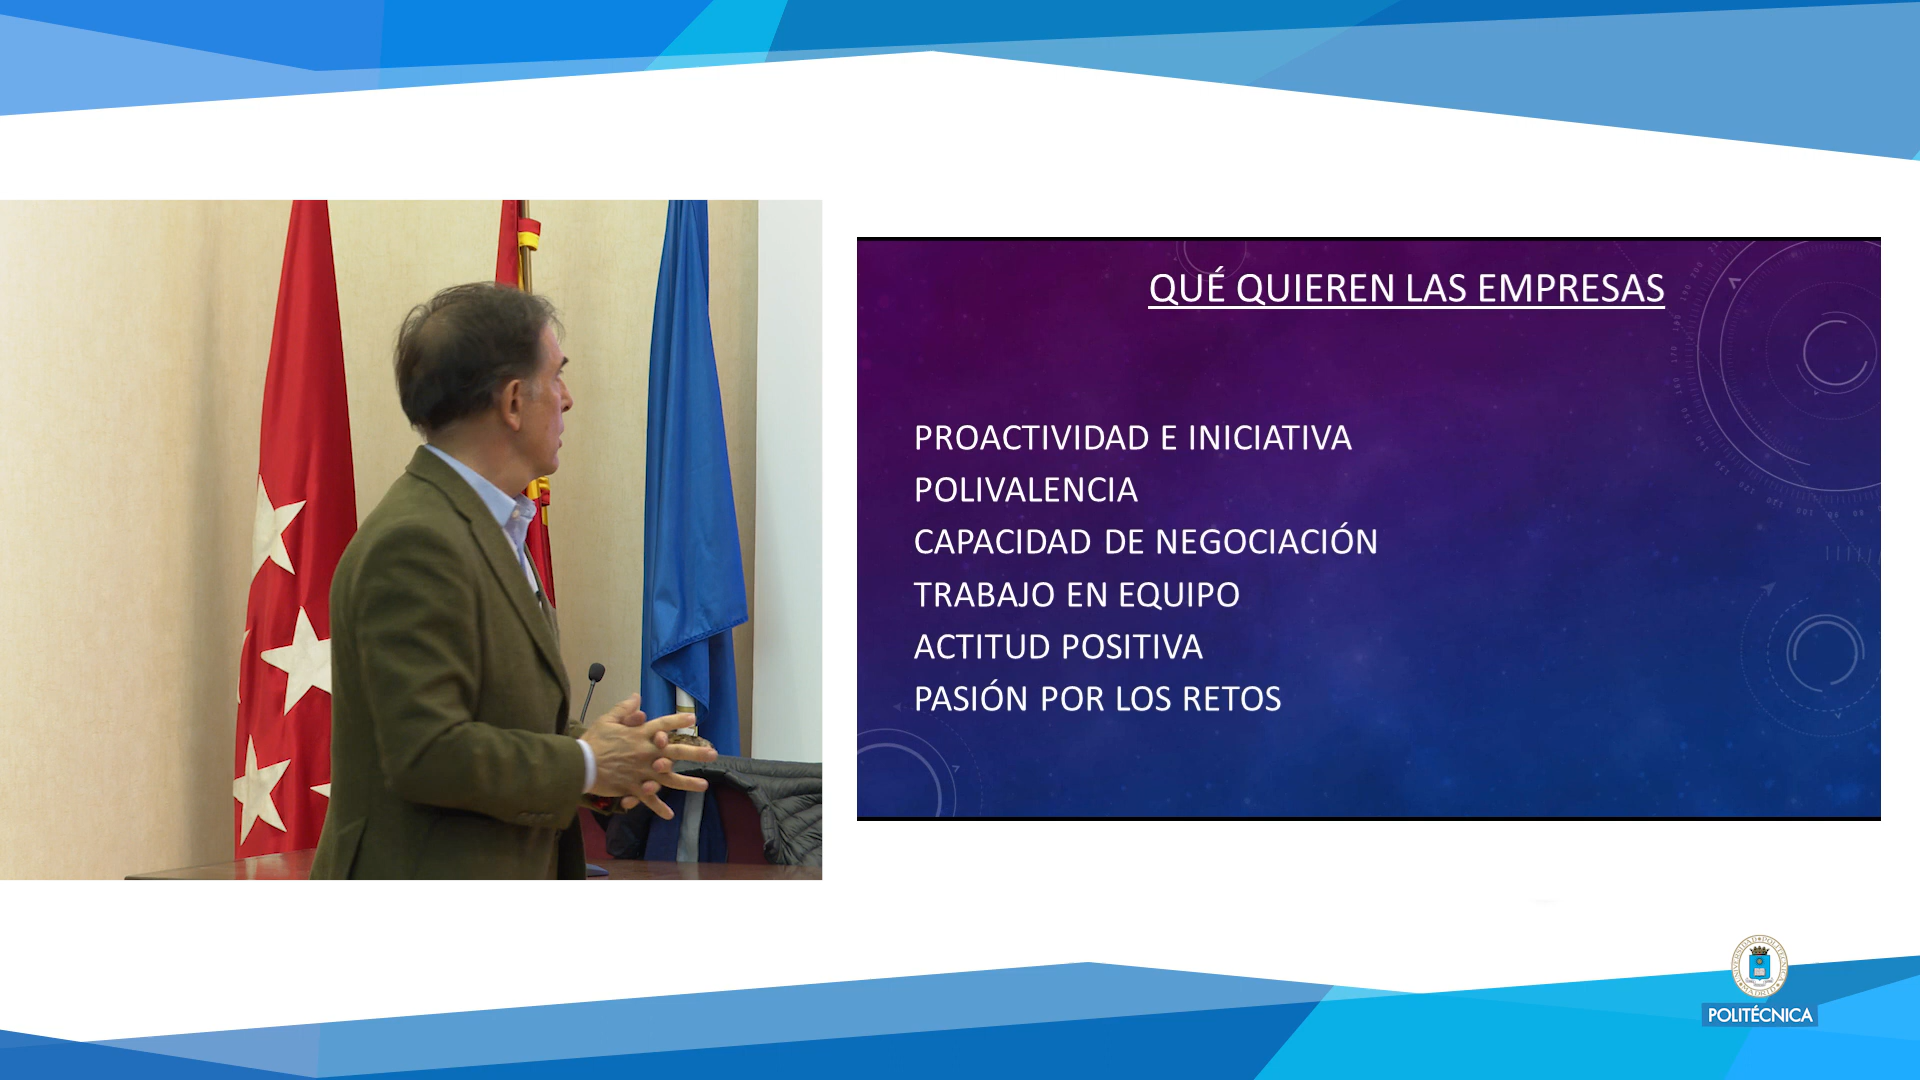 QUÉ QUIEREN LAS EMPRESAS
PROACTIVIDAD E INICIATIVA
POLIVALENCIA
CAPACIDAD DE NEGOCIACIÓN
TRABAJO EN EQUIPO
ACTITUD POSITIVA
PASIÓN POR LOS RETOS
POLITÉCNICA